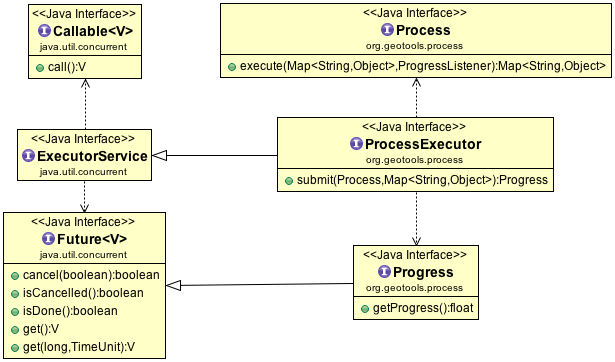 <<Java Interface>>
Callable<V>
java.util.concurrent
call():V
<<Java Interface>>
Process
org.geotools.process
execute(Map<String,Object>,ProgressListener):Map<String,Object>
<<Java Interface>>
ExecutorService
java.util.concurrent
<<Java Interface>>
ProcessExecutor
org.geotools.process
submit(Process,Map<String,Object>):Progress
<<Java Interface>>
Future<V>
java.util.concurrent
cancel(boolean):boolean
isCancelled():boolean
isDone():boolean
get():V
get(long,TimeUnit):V
<<Java Interface>>
Progress
org.geotools.process
getProgress():float